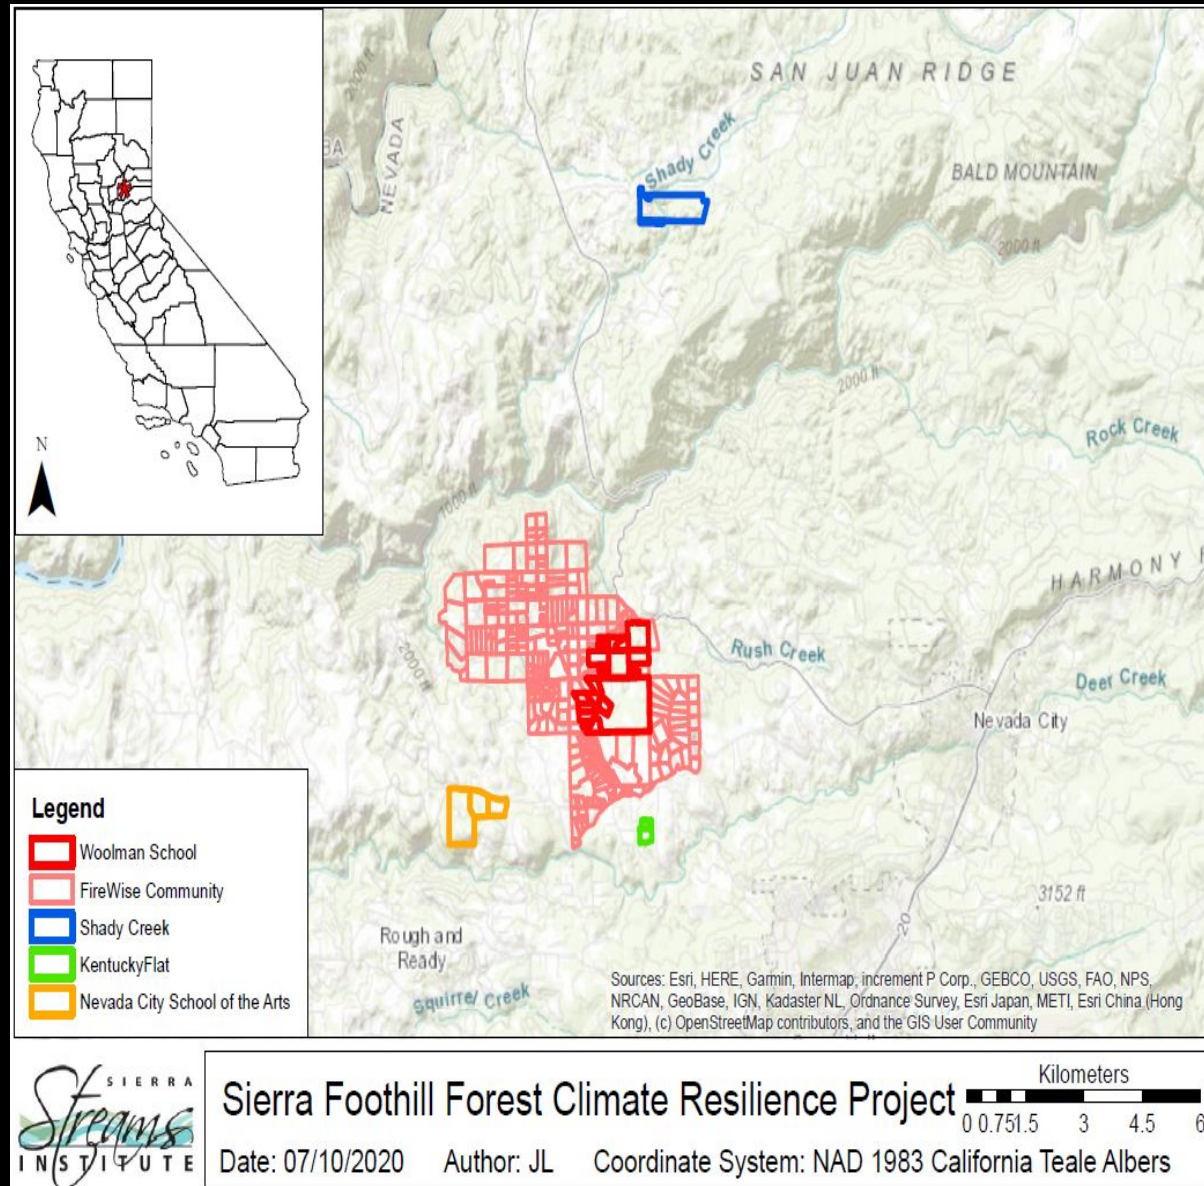 SAN JUAN RIDGE
Shady Creek
BALD MOUNTAIN
2000 ft
BA
NEVADA
2000 ft
2000 ft
Rock Creek
N
1000 ft
HARMONY
2000 ft
Rush Creek
Deer Creek
Nevada City
Legend
Woolman School
FireWise Community
Shady Creek
KentuckyFlat
Nevada City School of the Arts
3152 ft
20
Rough and
Ready
Squirrel Creek
Sources: Esri, HERE, Garmin, Intermap, increment P Corp., GEBCO, USGS, FAO, NPS,
NRCAN, GeoBase, IGN, Kadaster NL, Ordnance Survey, Esri Japan, METI, Esri China (Hong
Kong), (c) OpenStreetMap contributors, and the GIS User Community
SIERRA
Streams
INSTITUTE
Sierra Foothill Forest Climate Resilience Project
Kilometers
0 0.751.5 3 4.5 6
Date: 07/10/2020 Author: JL Coordinate System: NAD 1983 California Teale Albers